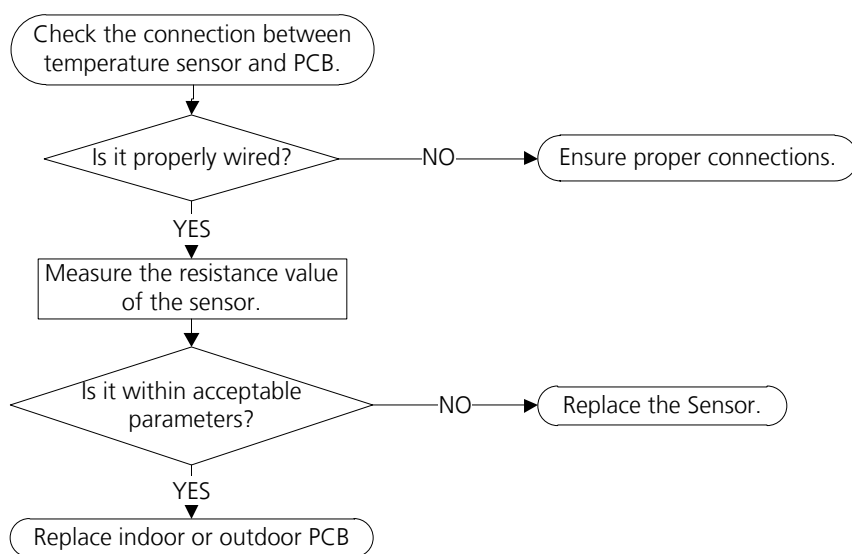 Check the connection between
temperature sensor and PCB.
Is it properly wired?
NO
Ensure proper connections.
YES
Measure the resistance value
of the sensor.
Is it within acceptable
parameters?
NO
Replace the Sensor.
YES
Replace indoor or outdoor PCB